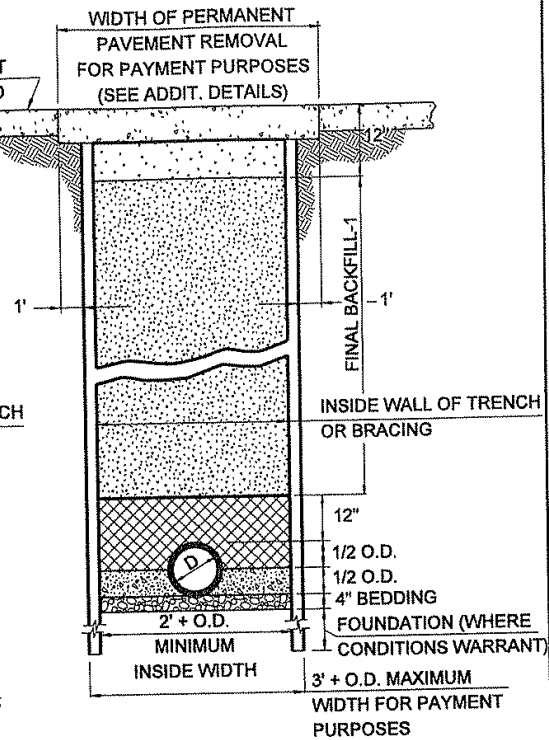 WIDTH OF PERMANENT
PAVEMENT REMOVAL
FOR PAYMENT PURPOSES
(SEE ADDIT. DETAILS)
12"
FINAL BACKFILL-1
1'
1'
INSIDE WALL OF TRENCH
OR BRACING
12"
D
1/2 O.D.
1/2 O.D.
4" BEDDING
2' + O.D.
MINIMUM
INSIDE WIDTH
FOUNDATION (WHERE
CONDITIONS WARRANT)
3' + O.D. MAXIMUM
WIDTH FOR PAYMENT
PURPOSES